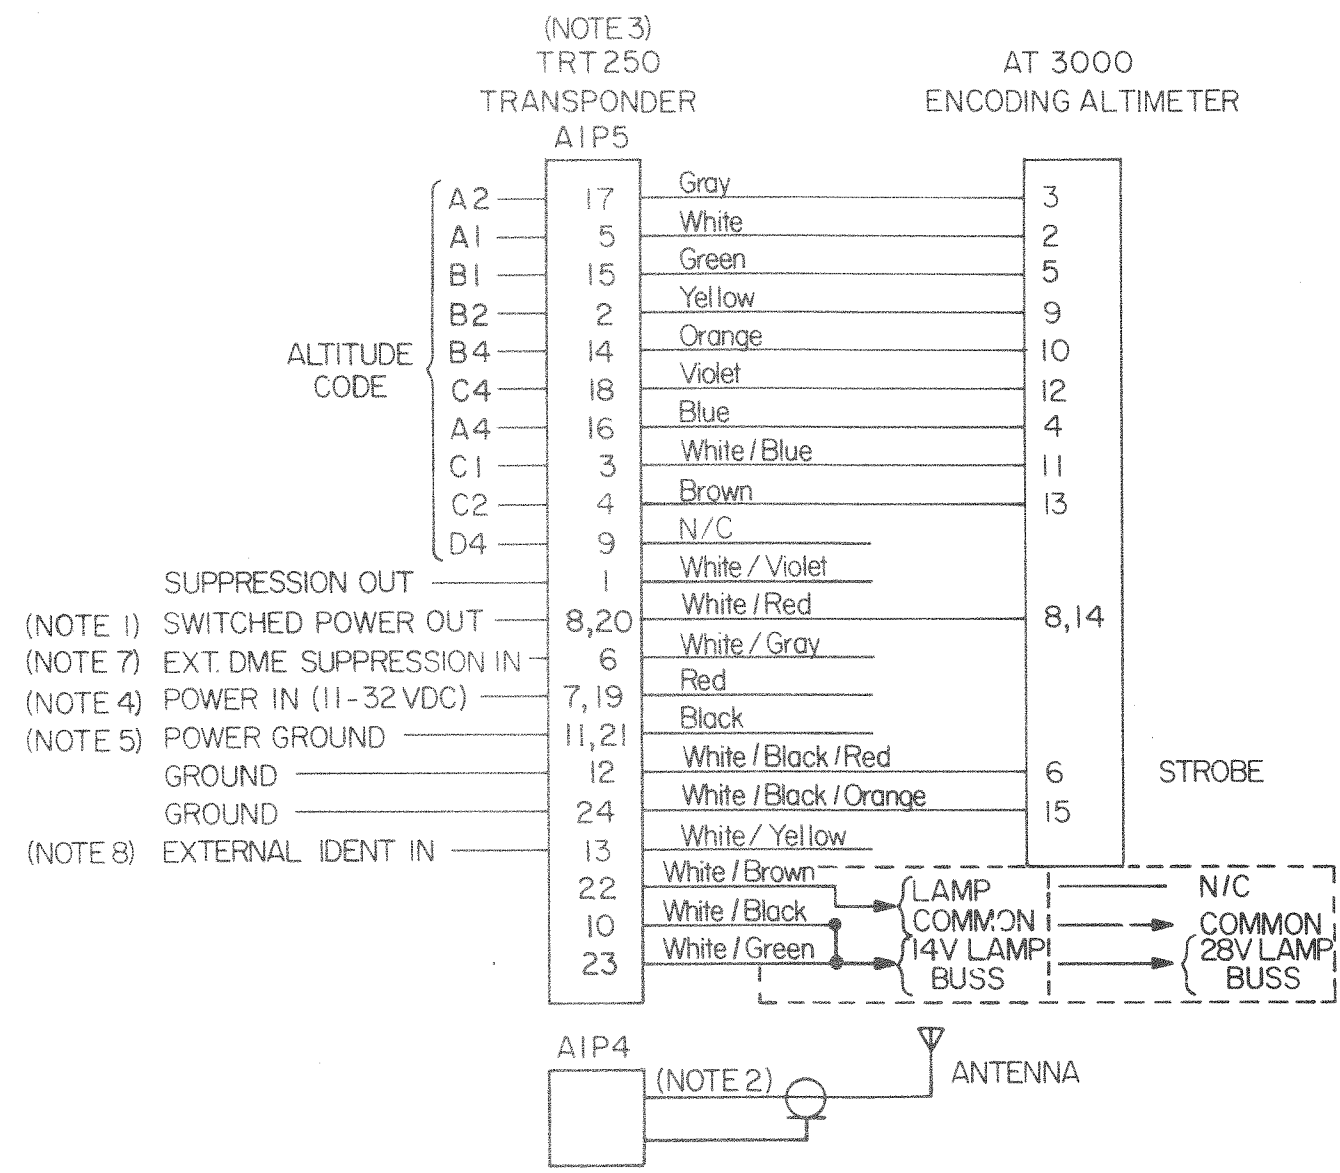 (NOTE 3)
TRT 250
TRANSPONDER
A1P5
AT 3000
ENCODING ALTIMETER
ALTITUDE
CODE
A2 17 Gray 3
A1 5 White 2
B1 15 Green 5
B2 2 Yellow 9
B4 14 Orange 10
C4 18 Violet 12
A4 16 Blue 4
C1 3 White/Blue 11
C2 4 Brown 13
D4 9 N/C
SUPPRESSION OUT 1 White/Violet
(NOTE 1) SWITCHED POWER OUT 8,20 White/Red 8,14
(NOTE 7) EXT. DME SUPPRESSION IN 6 White/Gray
(NOTE 4) POWER IN (11-32 VDC) 7,19 Red
(NOTE 5) POWER GROUND 11,21 Black
GROUND 12 White/Black/Red 6 STROBE
GROUND 24 White/Black/Orange 15
(NOTE 8) EXTERNAL IDENT IN 13 White/Yellow
22 White/Brown LAMP COMMON N/C
10 White/Black COMMON
23 White/Green 14V LAMP BUSS 28V LAMP BUSS
A1P4
(NOTE 2)
ANTENNA